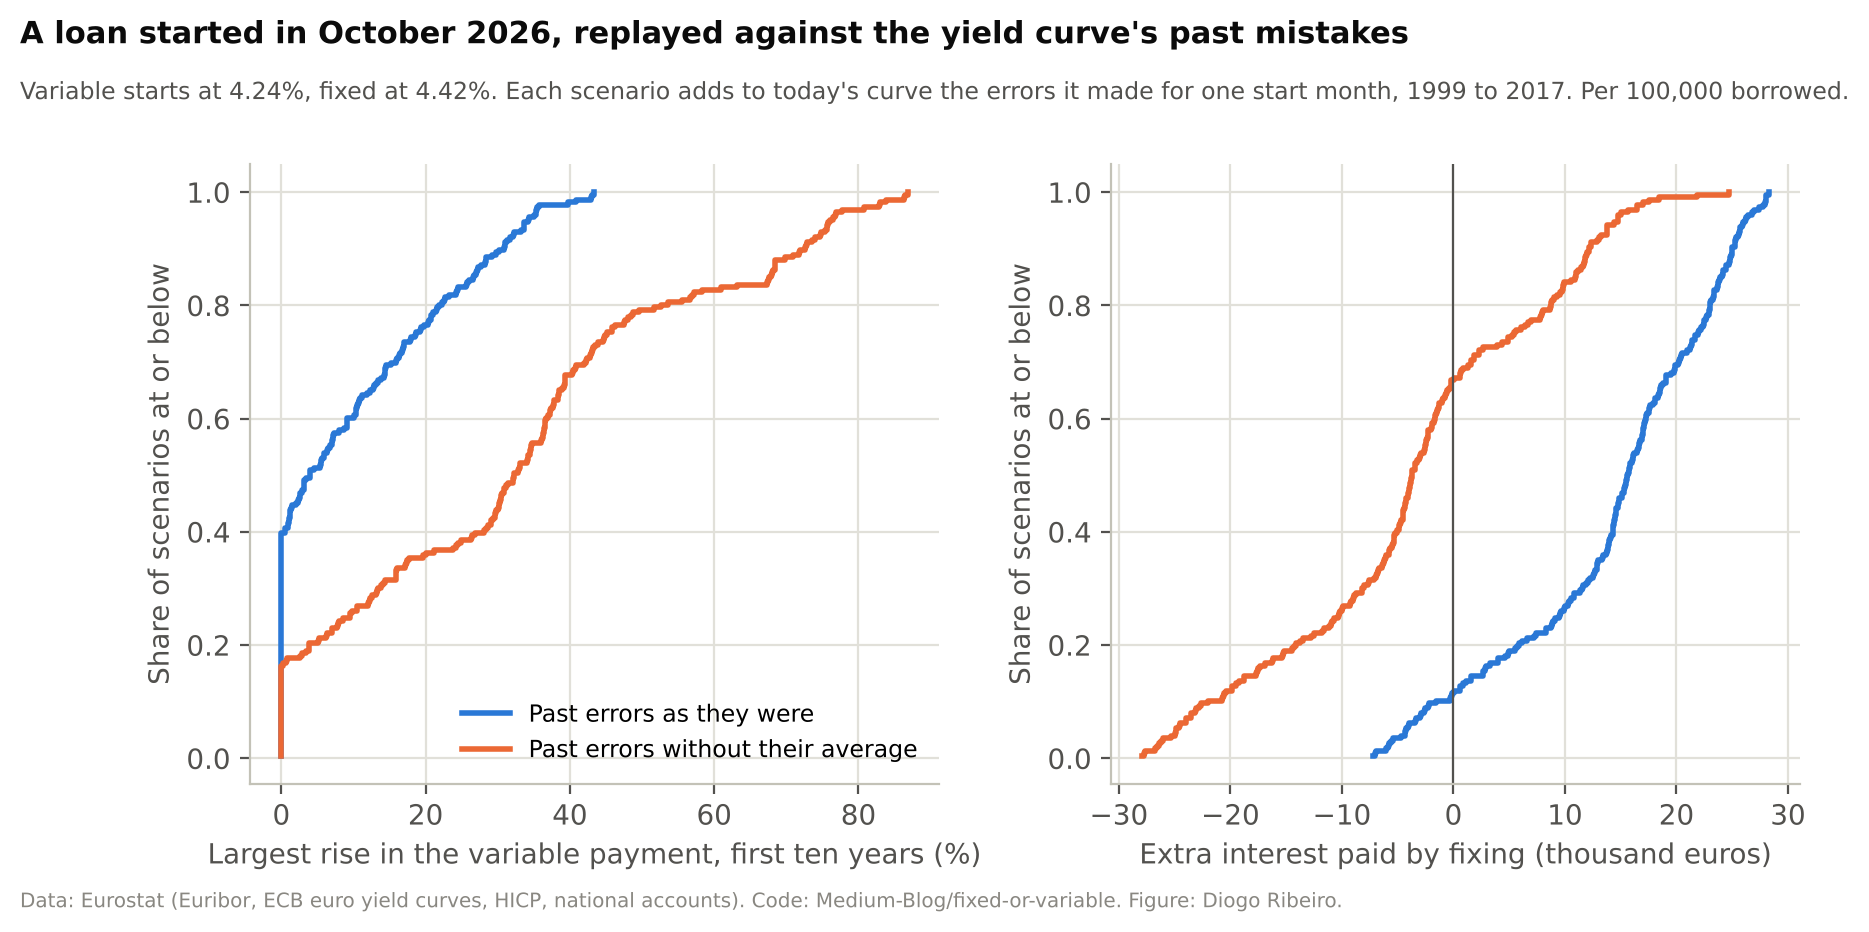 A loan started in October 2026, replayed against the yield curve's past mistakes
Variable starts at 4.24%, fixed at 4.42%. Each scenario adds to today's curve the errors it made for one start month, 1999 to 2017. Per 100,000 borrowed.
Share of scenarios at or below
1.0
0.8
0.6
0.4
0.2
0.0
Past errors as they were
Past errors without their average
0 20 40 60 80
Largest rise in the variable payment, first ten years (%)
Share of scenarios at or below
1.0
0.8
0.6
0.4
0.2
0.0
−30 −20 −10 0 10 20 30
Extra interest paid by fixing (thousand euros)
Data: Eurostat (Euribor, ECB euro yield curves, HICP, national accounts). Code: Medium-Blog/fixed-or-variable. Figure: Diogo Ribeiro.